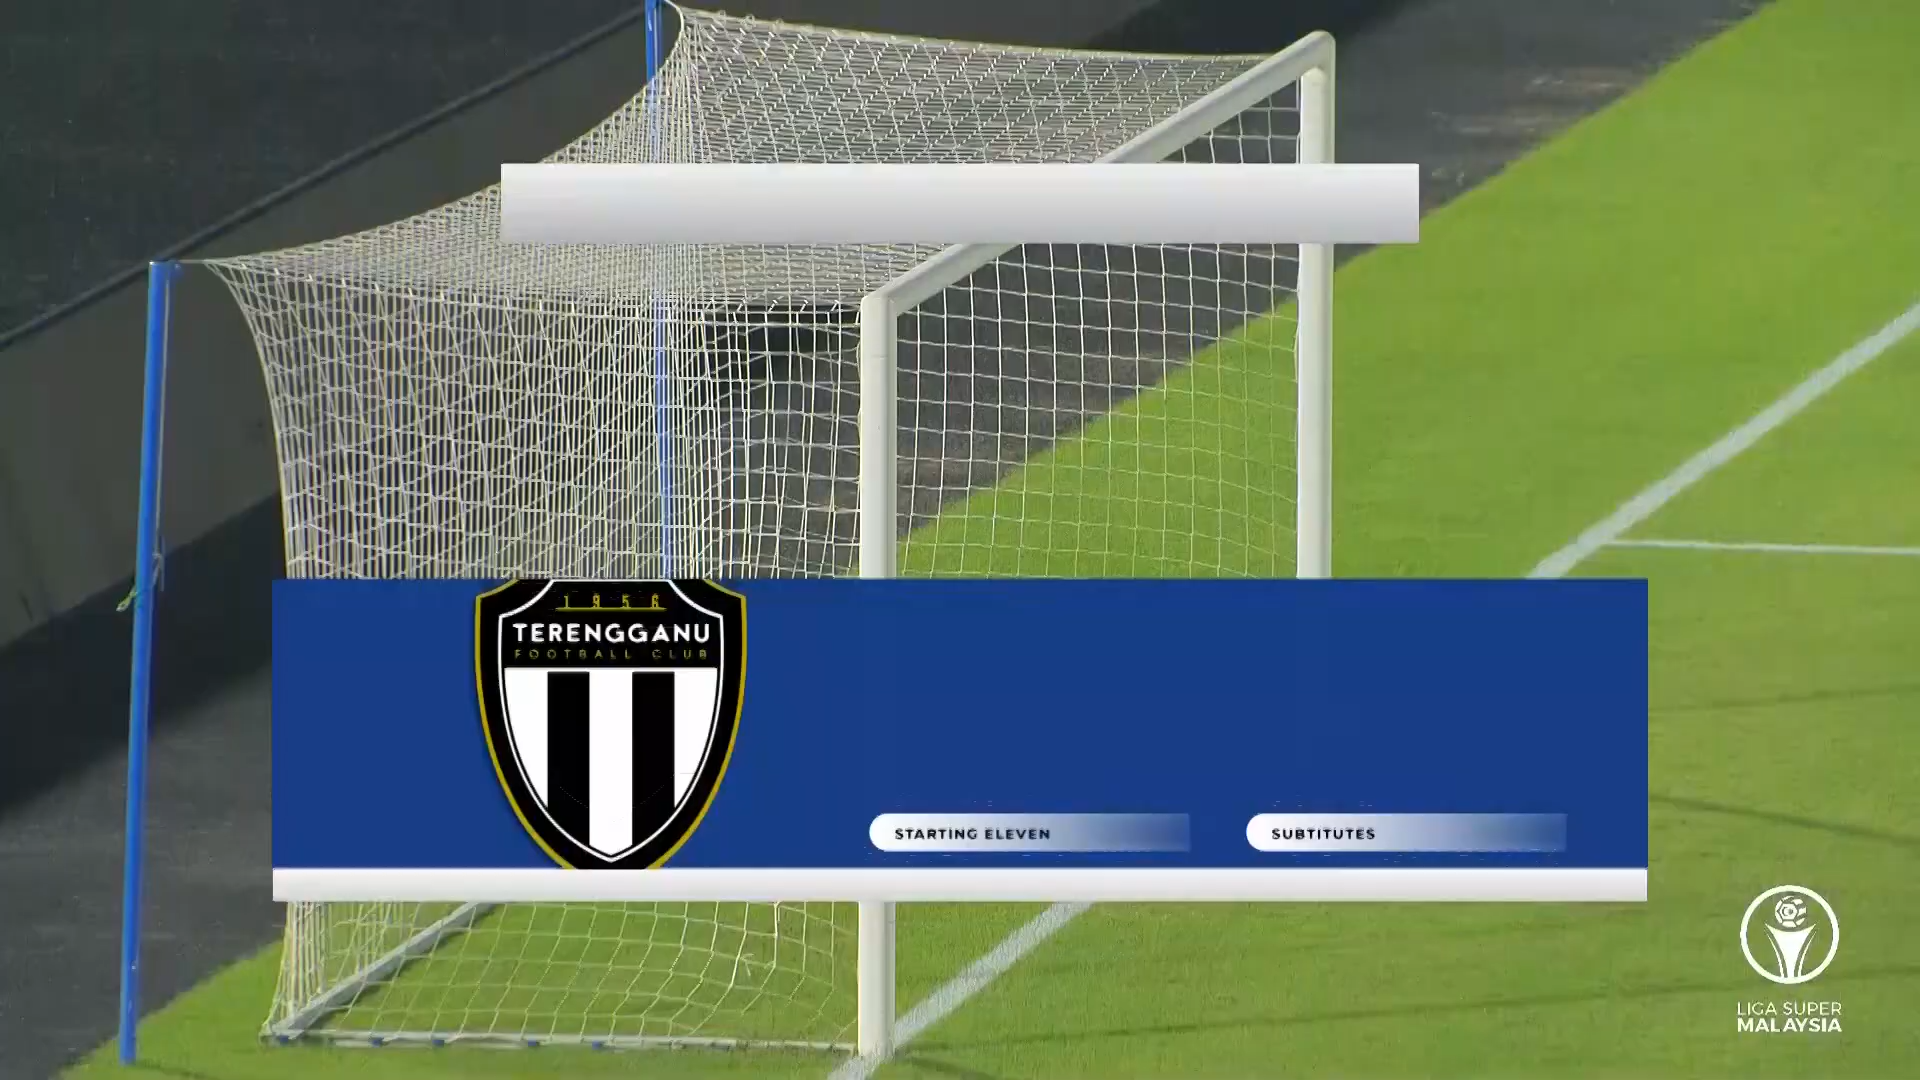 1956
TERENGGANU
FOOTBALL CLUB
STARTING ELEVEN
SUBTITUTES
LIGA SUPER
MALAYSIA